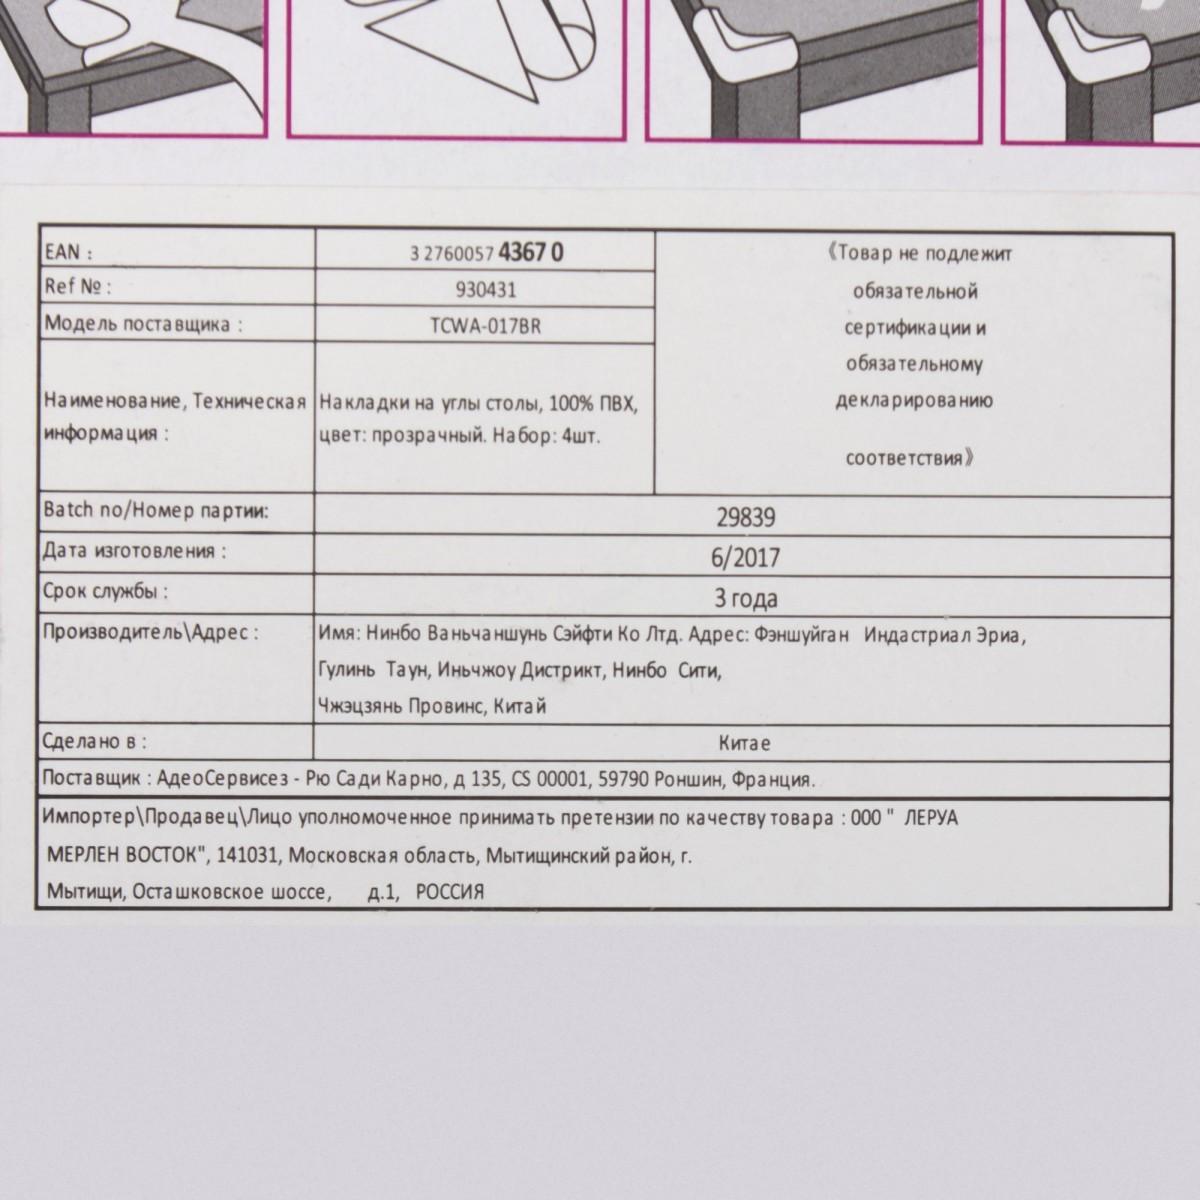 EAN :
3 2760057 43670
Ref № :
930431
Модель поставщика :
TCWA-017BR
Наименование, Техническая
информация :
Накладки на углы столы, 100% ПВХ,
цвет: прозрачный. Набор: 4шт.
《Товар не подлежит
обязательной
сертификации и
обязательному
декларированию
соответствия》
Batch no/Номер партии:
29839
Дата изготовления :
6/2017
Срок службы :
3 года
Производитель\Адрес :
Имя: Нинбо Ваньчаншунь Сэйфти Ко Лтд. Адрес: Фэншуйган Индастриал Эриа,
Гулинь Таун, Иньчжоу Дистрикт, Нинбо Сити,
Чжэцзянь Провинс, Китай
Сделано в :
Китае
Поставщик : АдеоСервисез - Рю Сади Карно, д 135, CS 00001, 59790 Роншин, Франция.
Импортер\Продавец\Лицо уполномоченное принимать претензии по качеству товара : ООО " ЛЕРУА
МЕРЛЕН ВОСТОК", 141031, Московская область, Мытищинский район, г.
Мытищи, Осташковское шоссе, д.1, РОССИЯ